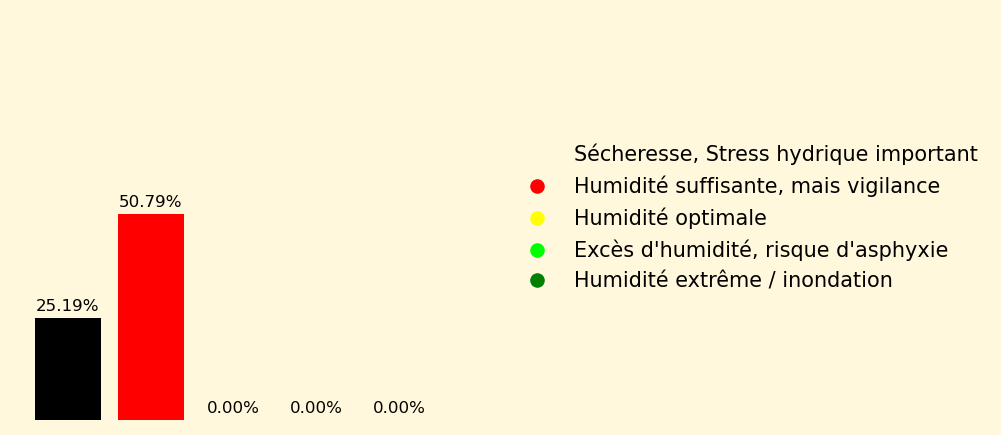 50.79%
25.19%
0.00% 0.00% 0.00%
Sécheresse, Stress hydrique important
Humidité suffisante, mais vigilance
Humidité optimale
Excès d'humidité, risque d'asphyxie
Humidité extrême / inondation